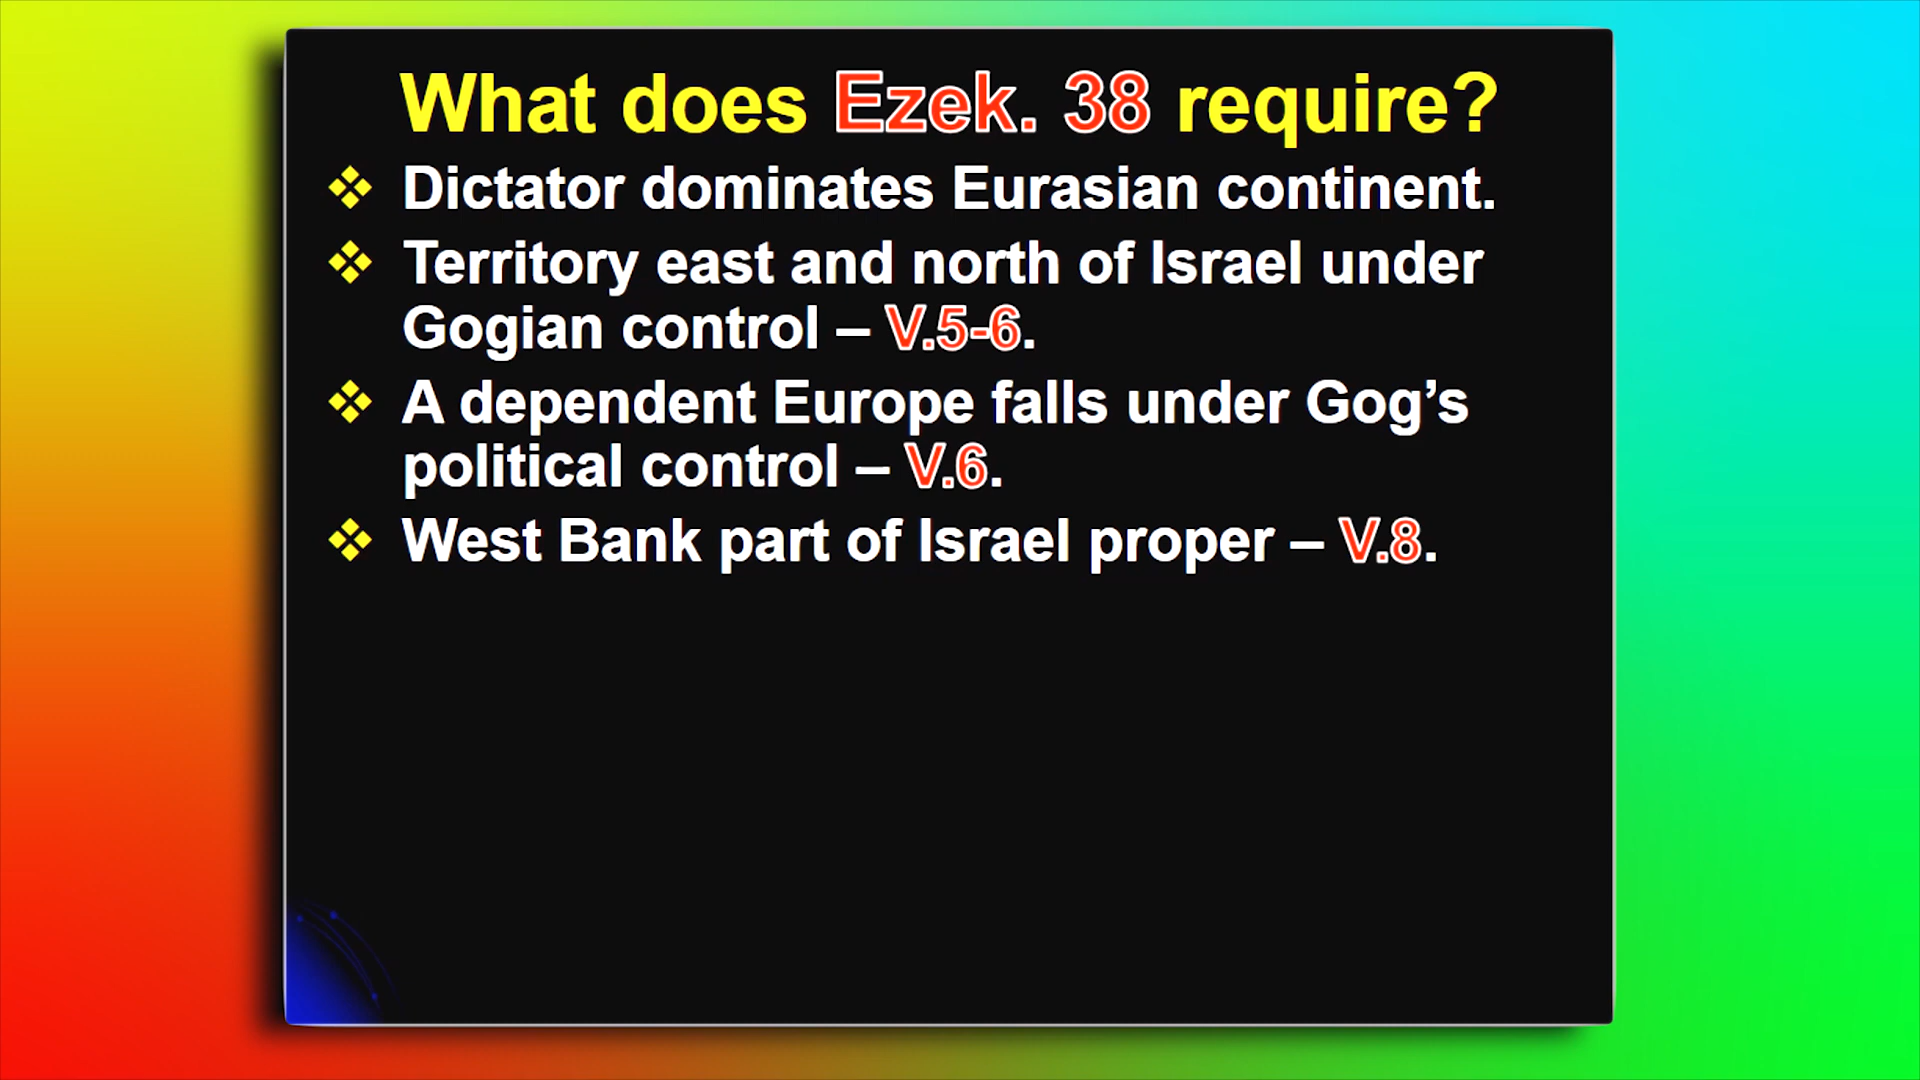 What does Ezek. 38 require?
❖ Dictator dominates Eurasian continent.
❖ Territory east and north of Israel under
Gogian control – V.5-6.
❖ A dependent Europe falls under Gog’s
political control – V.6.
❖ West Bank part of Israel proper – V.8.